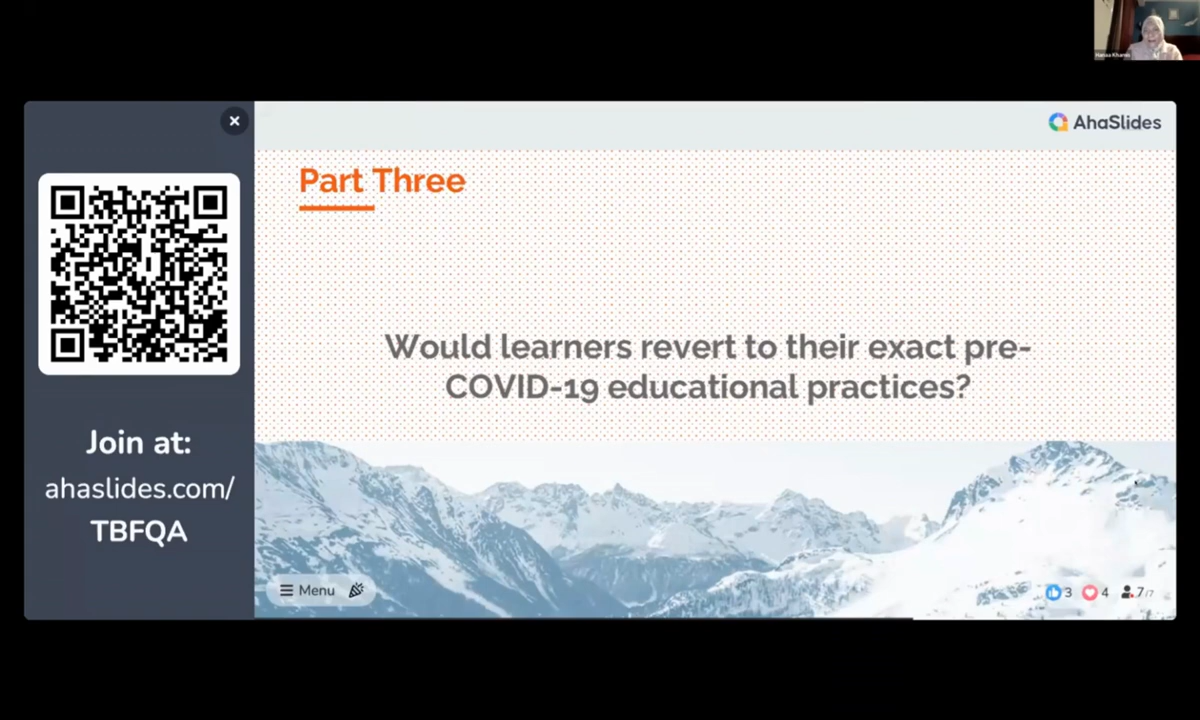 AhaSlides
Part Three
Would learners revert to their exact pre-
COVID-19 educational practices?
Join at:
ahaslides.com/
TBFQA
Menu
3
4
7/7